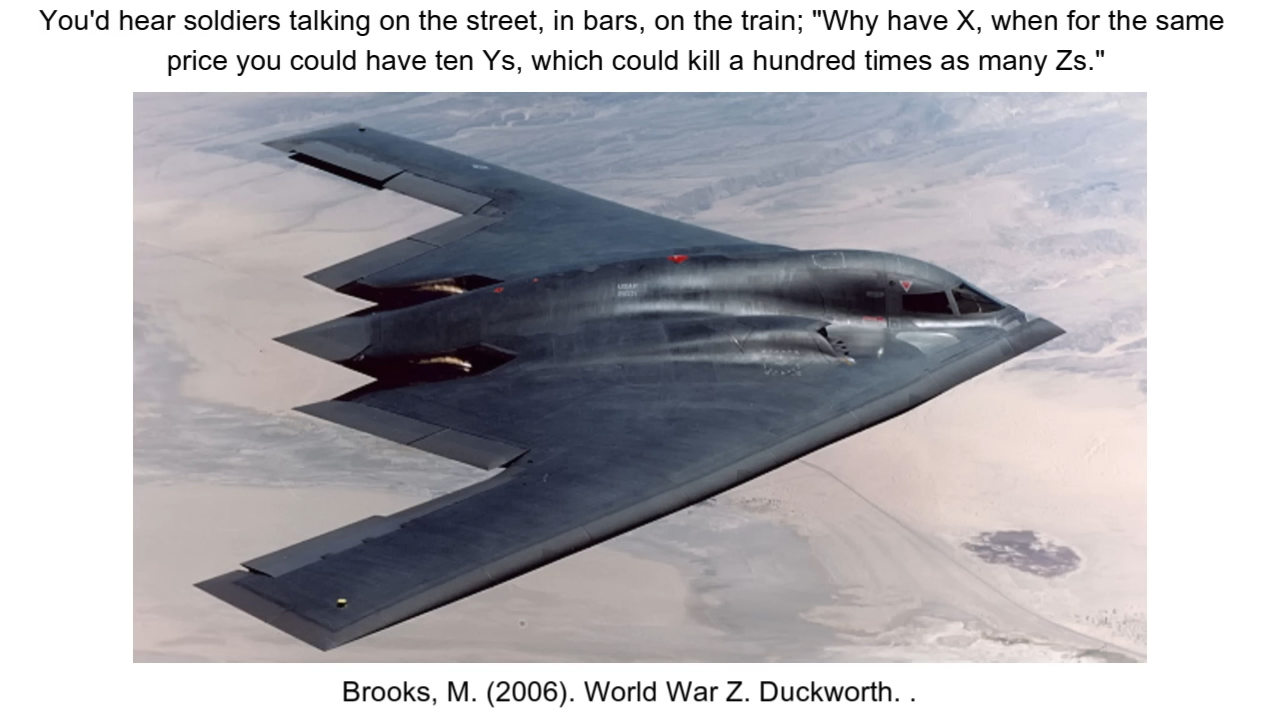 You'd hear soldiers talking on the street, in bars, on the train; "Why have X, when for the same
price you could have ten Ys, which could kill a hundred times as many Zs."
USAF
Brooks, M. (2006). World War Z. Duckworth. .